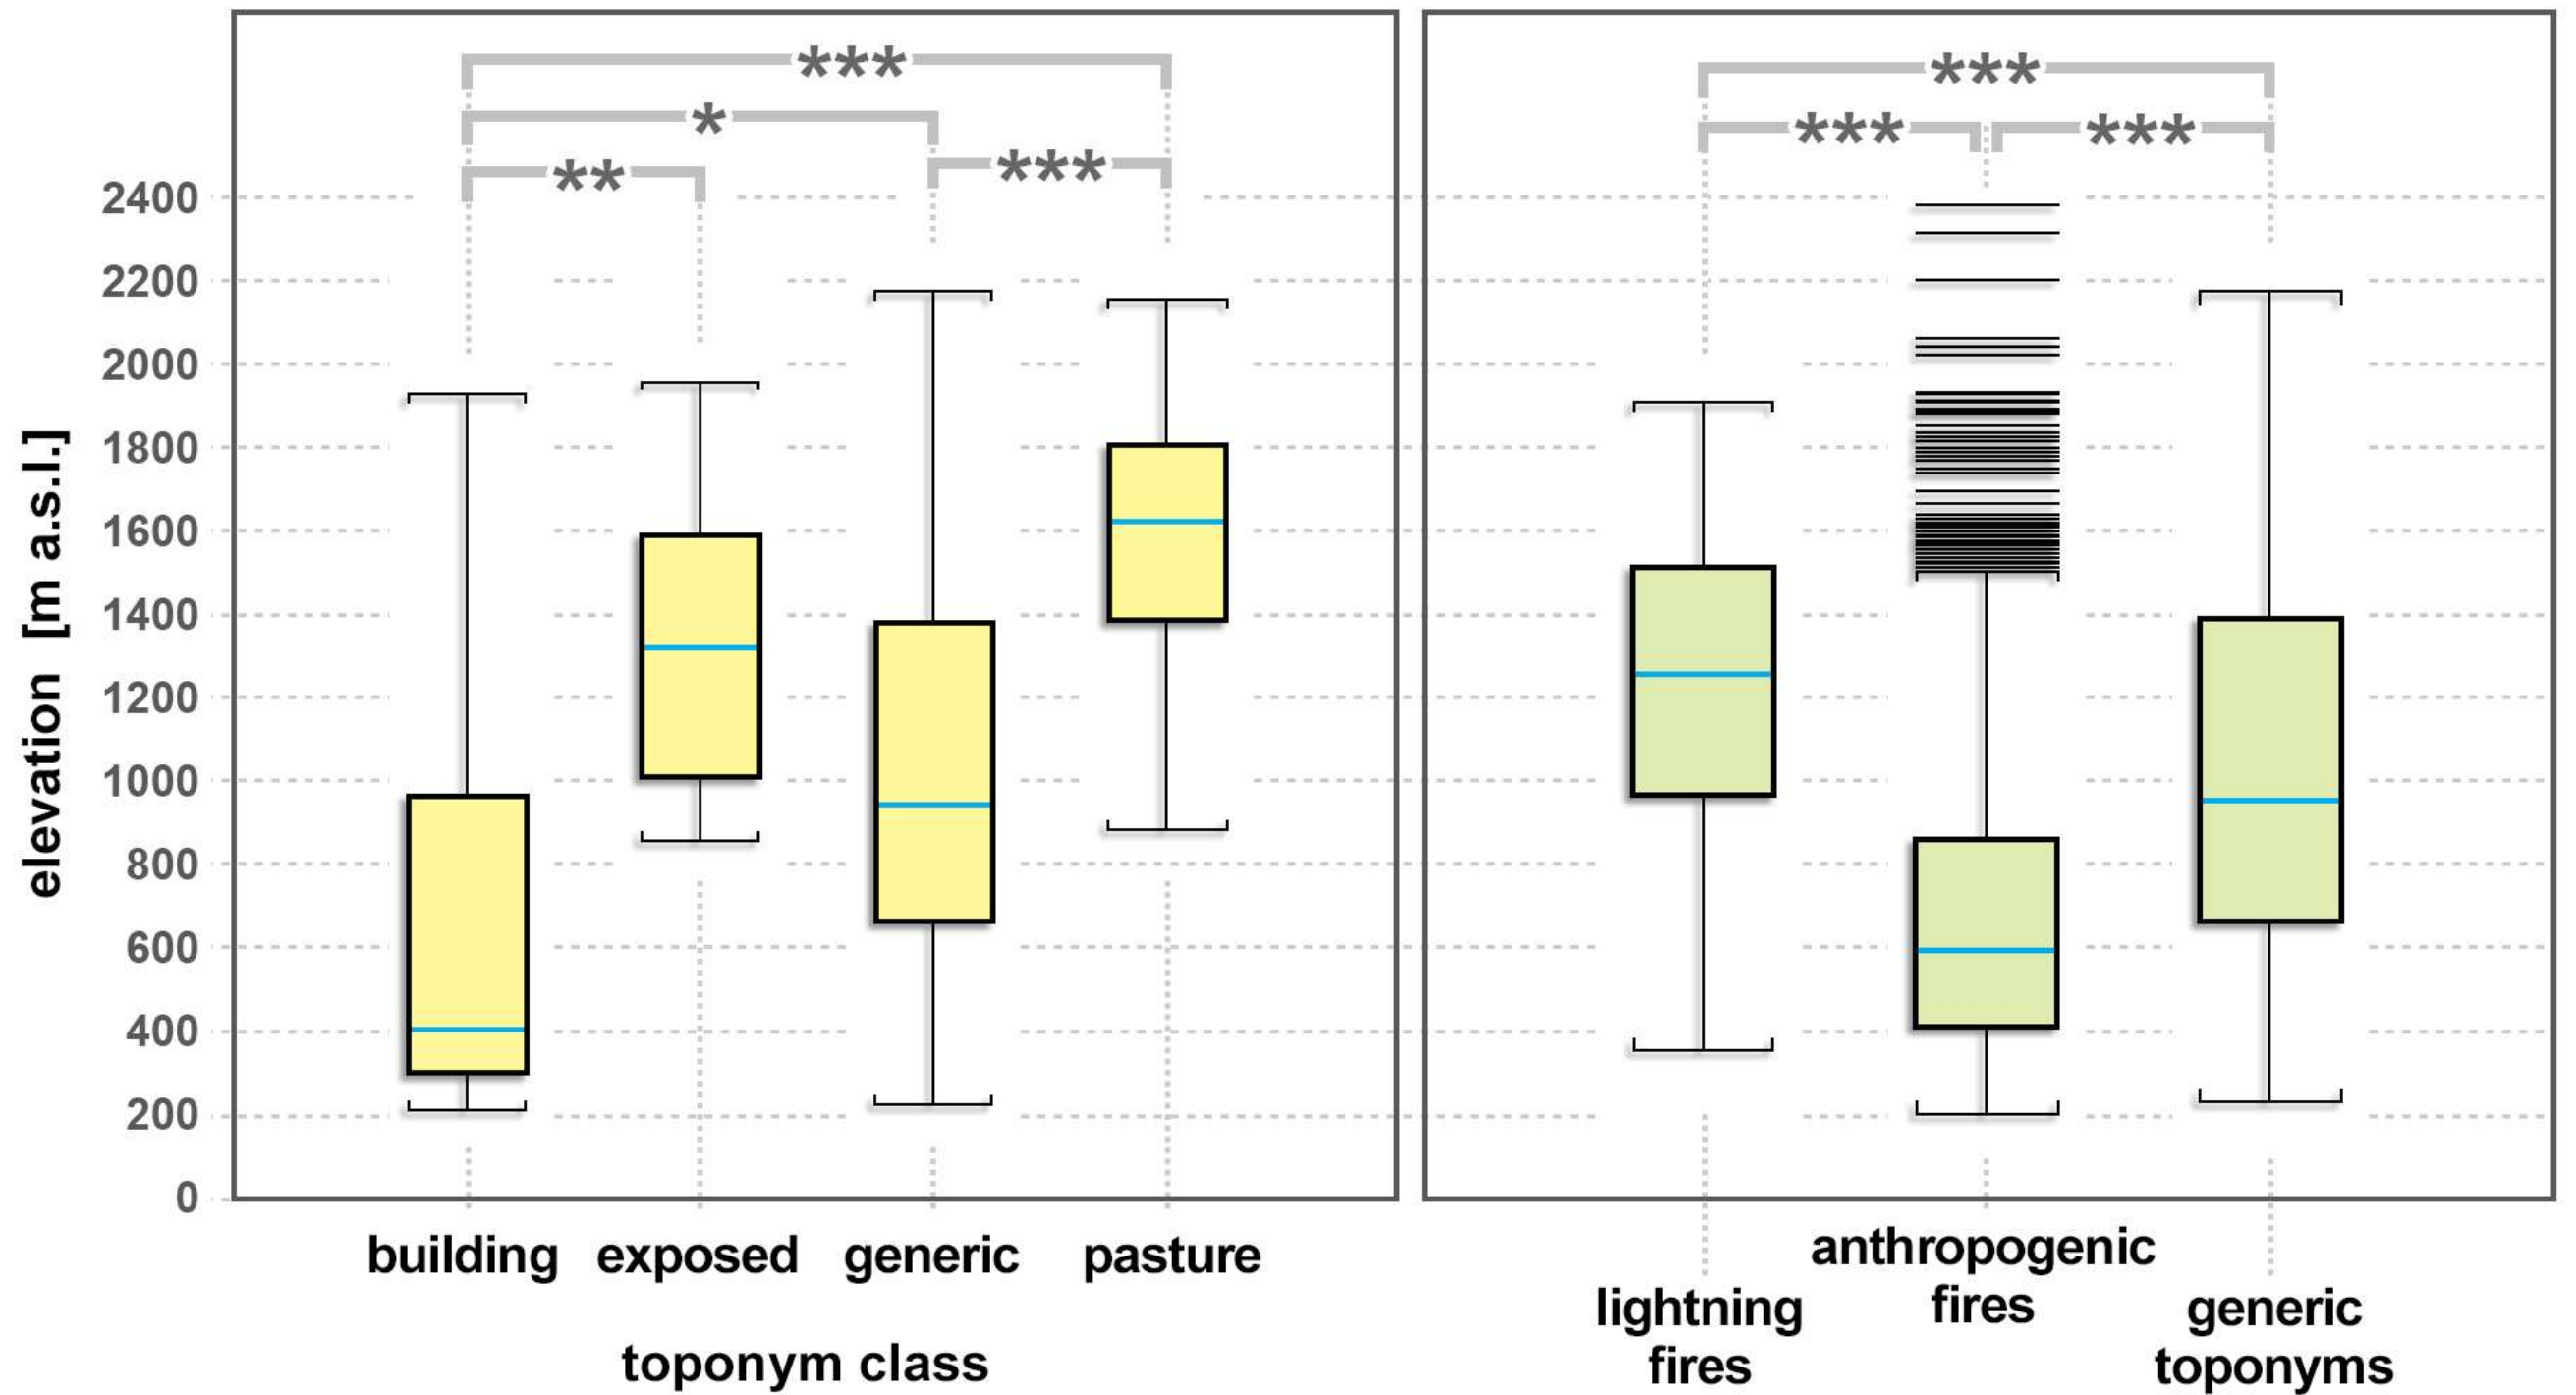 ***
*
**
***
***
***
***
2400
2200
2000
1800
1600
1400
1200
1000
800
600
400
200
0
elevation [m a.s.l.]
building exposed generic pasture
toponym class
anthropogenic
fires
lightning
fires
generic
toponyms